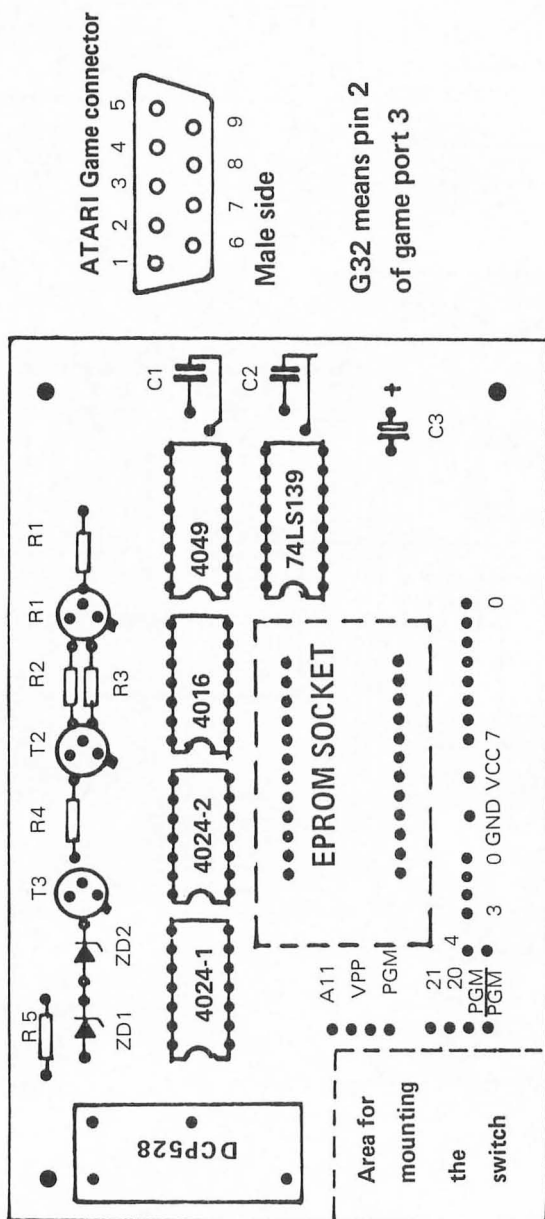 ATARI Game connector
1 2 3 4 5
6 7 8 9
Male side
G32 means pin 2
of game port 3
R5
ZD1
ZD2
T3
R4
T2
R2
R3
R1
R1
DCP528
4024-1
4024-2
4016
4049
C1
74LS139
C2
C3
+
EPROM SOCKET
A11
VPP
PGM
21
20
PGM
PGM
4
3
0 GND VCC 7
0
Area for
mounting
the
switch